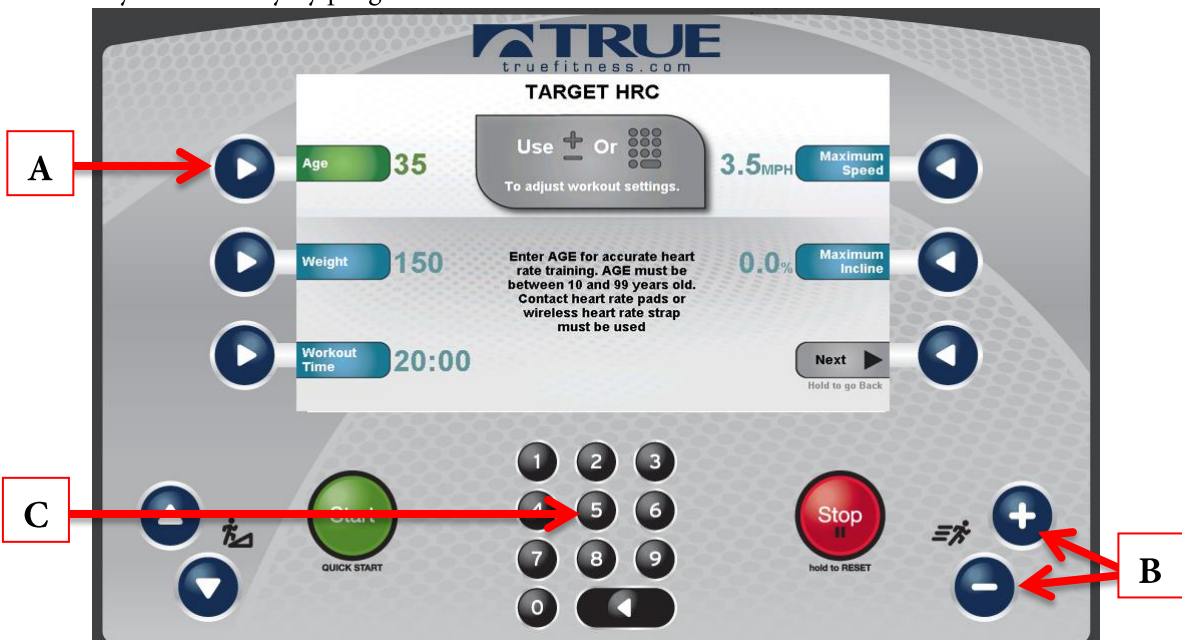 TRUE
truefitness.com
TARGET HRC
Use + - Or
To adjust workout settings.
Age 35
3.5MPH Maximum
Speed
A
Weight 150
Enter AGE for accurate heart
rate training. AGE must be
between 10 and 99 years old.
Contact heart rate pads or
wireless heart rate strap
must be used
0.0% Maximum
Incline
Workout
Time 20:00
Next
Hold to go Back
1 2 3
C
Start
QUICK START
4 5 6
Stop
hold to RESET
+
7 8 9
-
B
0